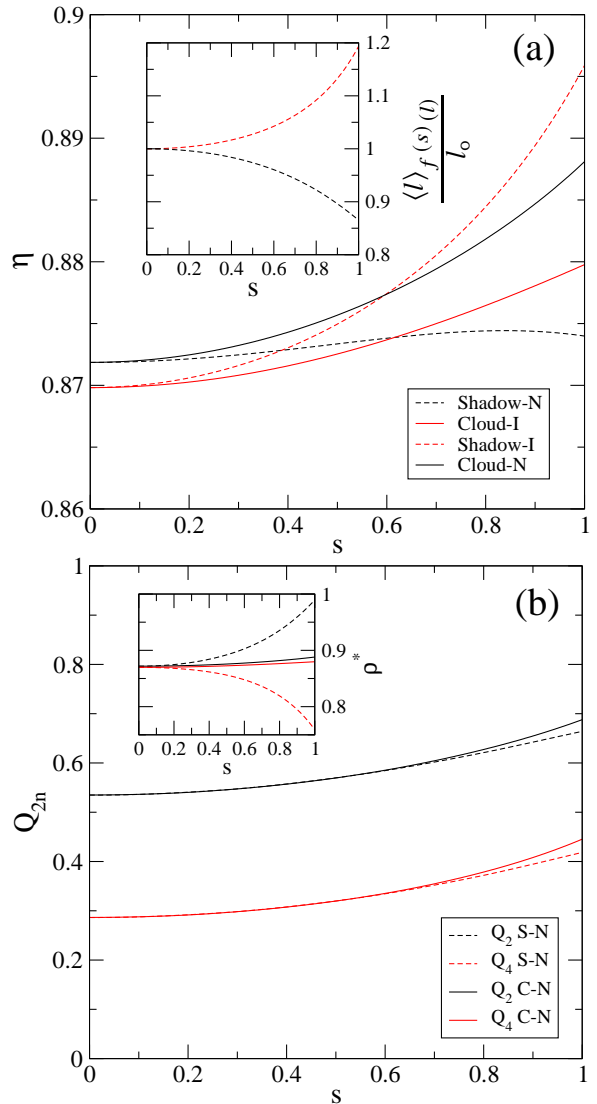 0.9
0.89
0.88
0.87
0.86
η
0
0.2
0.4
0.6
0.8
1
s
(a)
1.2
1.1
1
0.9
0.8
0 0.2 0.4 0.6 0.8 1
s
⟨l⟩ f (s) (l)
l o
Shadow-N
Cloud-I
Shadow-I
Cloud-N
1
0.8
0.6
0.4
0.2
0
Q2n
0 0.2 0.4 0.6 0.8 1
s
(b)
1
0.9
0.8
ρ*
0 0.2 0.4 0.6 0.8 1
s
Q2 S-N
Q4 S-N
Q2 C-N
Q4 C-N